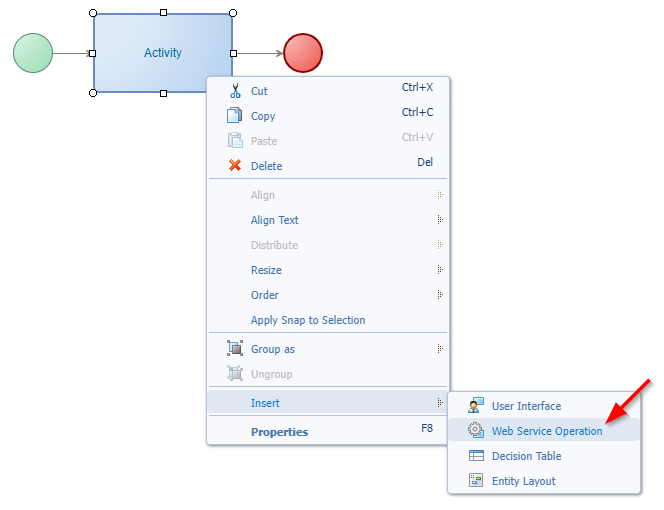 Activity
Cut Ctrl+X
Copy Ctrl+C
Paste Ctrl+V
Delete Del
Align
Align Text
Distribute
Resize
Order
Apply Snap to Selection
Group as
Ungroup
Insert
Properties F8
User Interface
Web Service Operation
Decision Table
Entity Layout